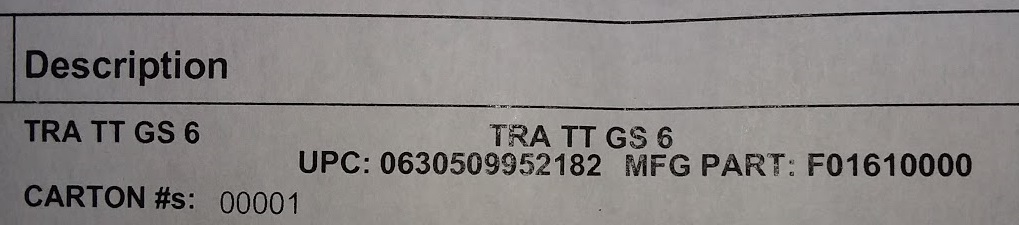 Description
TRA TT GS 6 TRA TT GS 6
UPC: 0630509952182 MFG PART: F01610000
CARTON #s: 00001